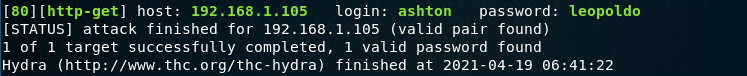 [80][http-get] host: 192.168.1.105   login: ashton   password: leopoldo
[STATUS] attack finished for 192.168.1.105 (valid pair found)
1 of 1 target successfully completed, 1 valid password found
Hydra (http://www.thc.org/thc-hydra) finished at 2021-04-19 06:41:22